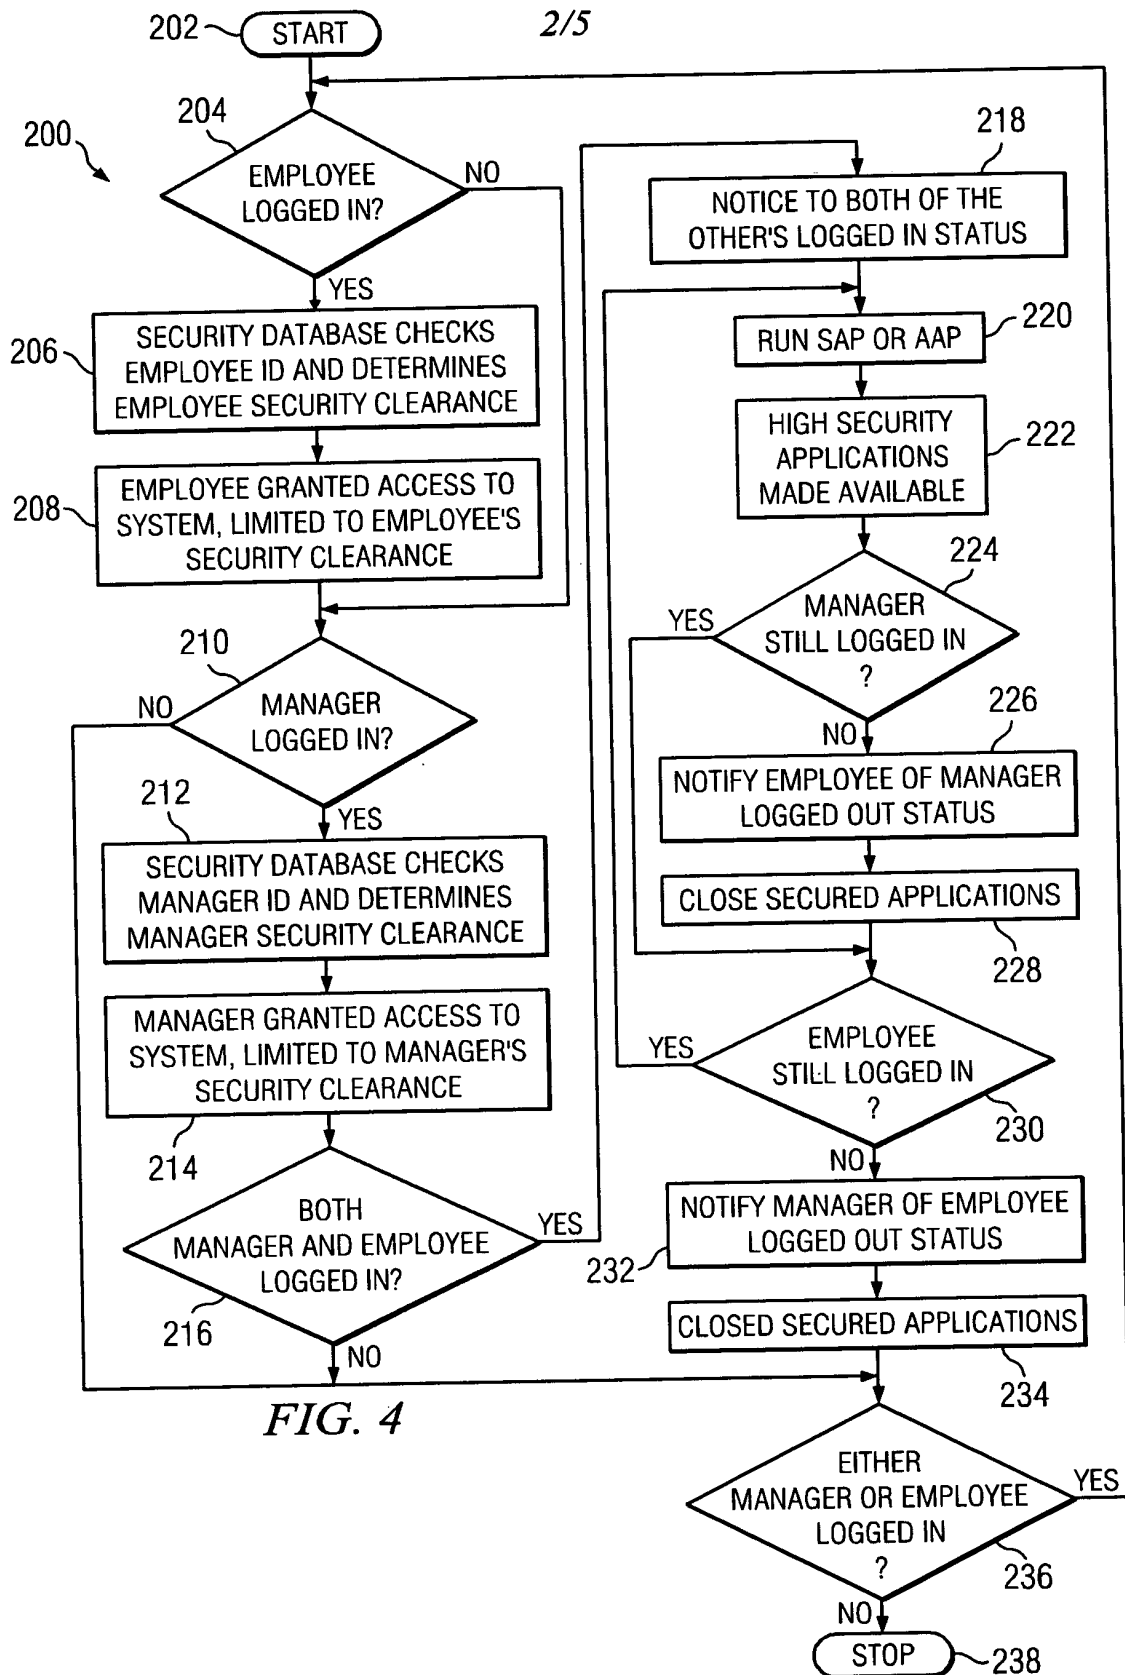 2/5
202
START
200
204
EMPLOYEE
LOGGED IN?
NO
YES
206
SECURITY DATABASE CHECKS
EMPLOYEE ID AND DETERMINES
EMPLOYEE SECURITY CLEARANCE
208
EMPLOYEE GRANTED ACCESS TO
SYSTEM, LIMITED TO EMPLOYEE'S
SECURITY CLEARANCE
210
MANAGER
LOGGED IN?
NO
YES
212
SECURITY DATABASE CHECKS
MANAGER ID AND DETERMINES
MANAGER SECURITY CLEARANCE
MANAGER GRANTED ACCESS TO
SYSTEM, LIMITED TO MANAGER'S
SECURITY CLEARANCE
214
BOTH
MANAGER AND EMPLOYEE
LOGGED IN?
YES
216
NO
FIG. 4
218
NOTICE TO BOTH OF THE
OTHER'S LOGGED IN STATUS
220
RUN SAP OR AAP
HIGH SECURITY
APPLICATIONS
MADE AVAILABLE
222
224
MANAGER
STILL LOGGED IN
?
YES
NO
226
NOTIFY EMPLOYEE OF MANAGER
LOGGED OUT STATUS
CLOSE SECURED APPLICATIONS
228
EMPLOYEE
STILL LOGGED IN
?
YES
230
NO
NOTIFY MANAGER OF EMPLOYEE
LOGGED OUT STATUS
232
CLOSED SECURED APPLICATIONS
234
EITHER
MANAGER OR EMPLOYEE
LOGGED IN
?
YES
236
NO
STOP
238